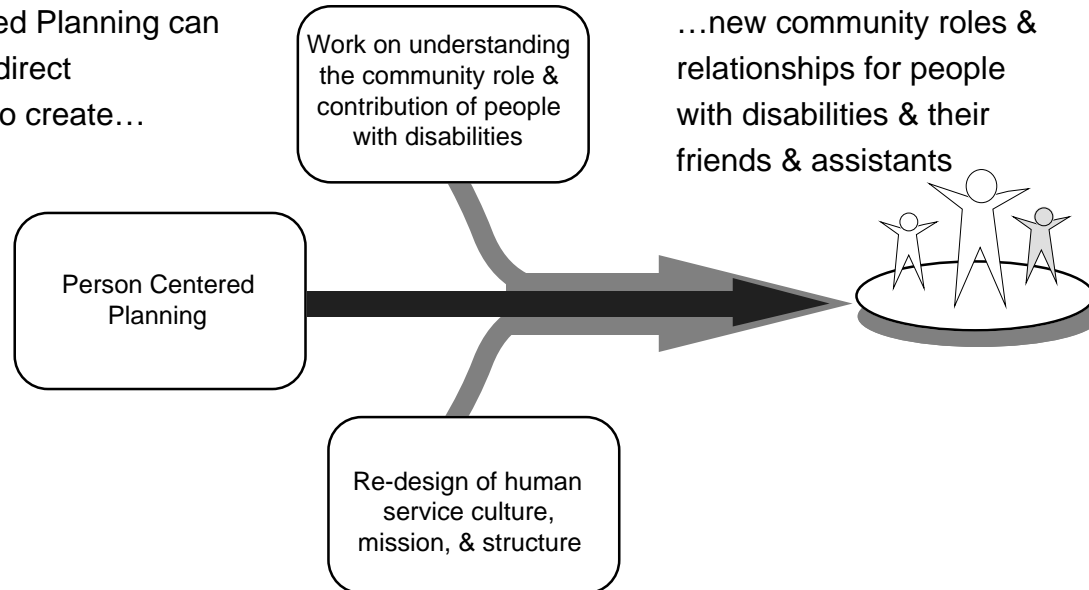 ed Planning can
direct
o create…
Work on understanding
the community role &
contribution of people
with disabilities
…new community roles &
relationships for people
with disabilities & their
friends & assistants
Person Centered
Planning
Re-design of human
service culture,
mission, & structure